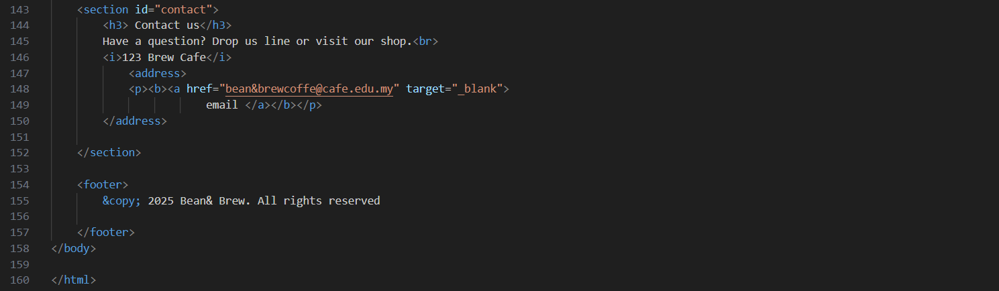 143 <section id="contact">
144 <h3> Contact us</h3>
145 Have a question? Drop us line or visit our shop.<br>
146 <i>123 Brew Cafe</i>
147 <address>
148 <p><b><a href="bean&brewcoffe@cafe.edu.my" target="_blank">
149 email </a></b></p>
150 </address>
151
152 </section>
153
154 <footer>
155 &copy; 2025 Bean& Brew. All rights reserved
156
157 </footer>
158 </body>
159
160 </html>